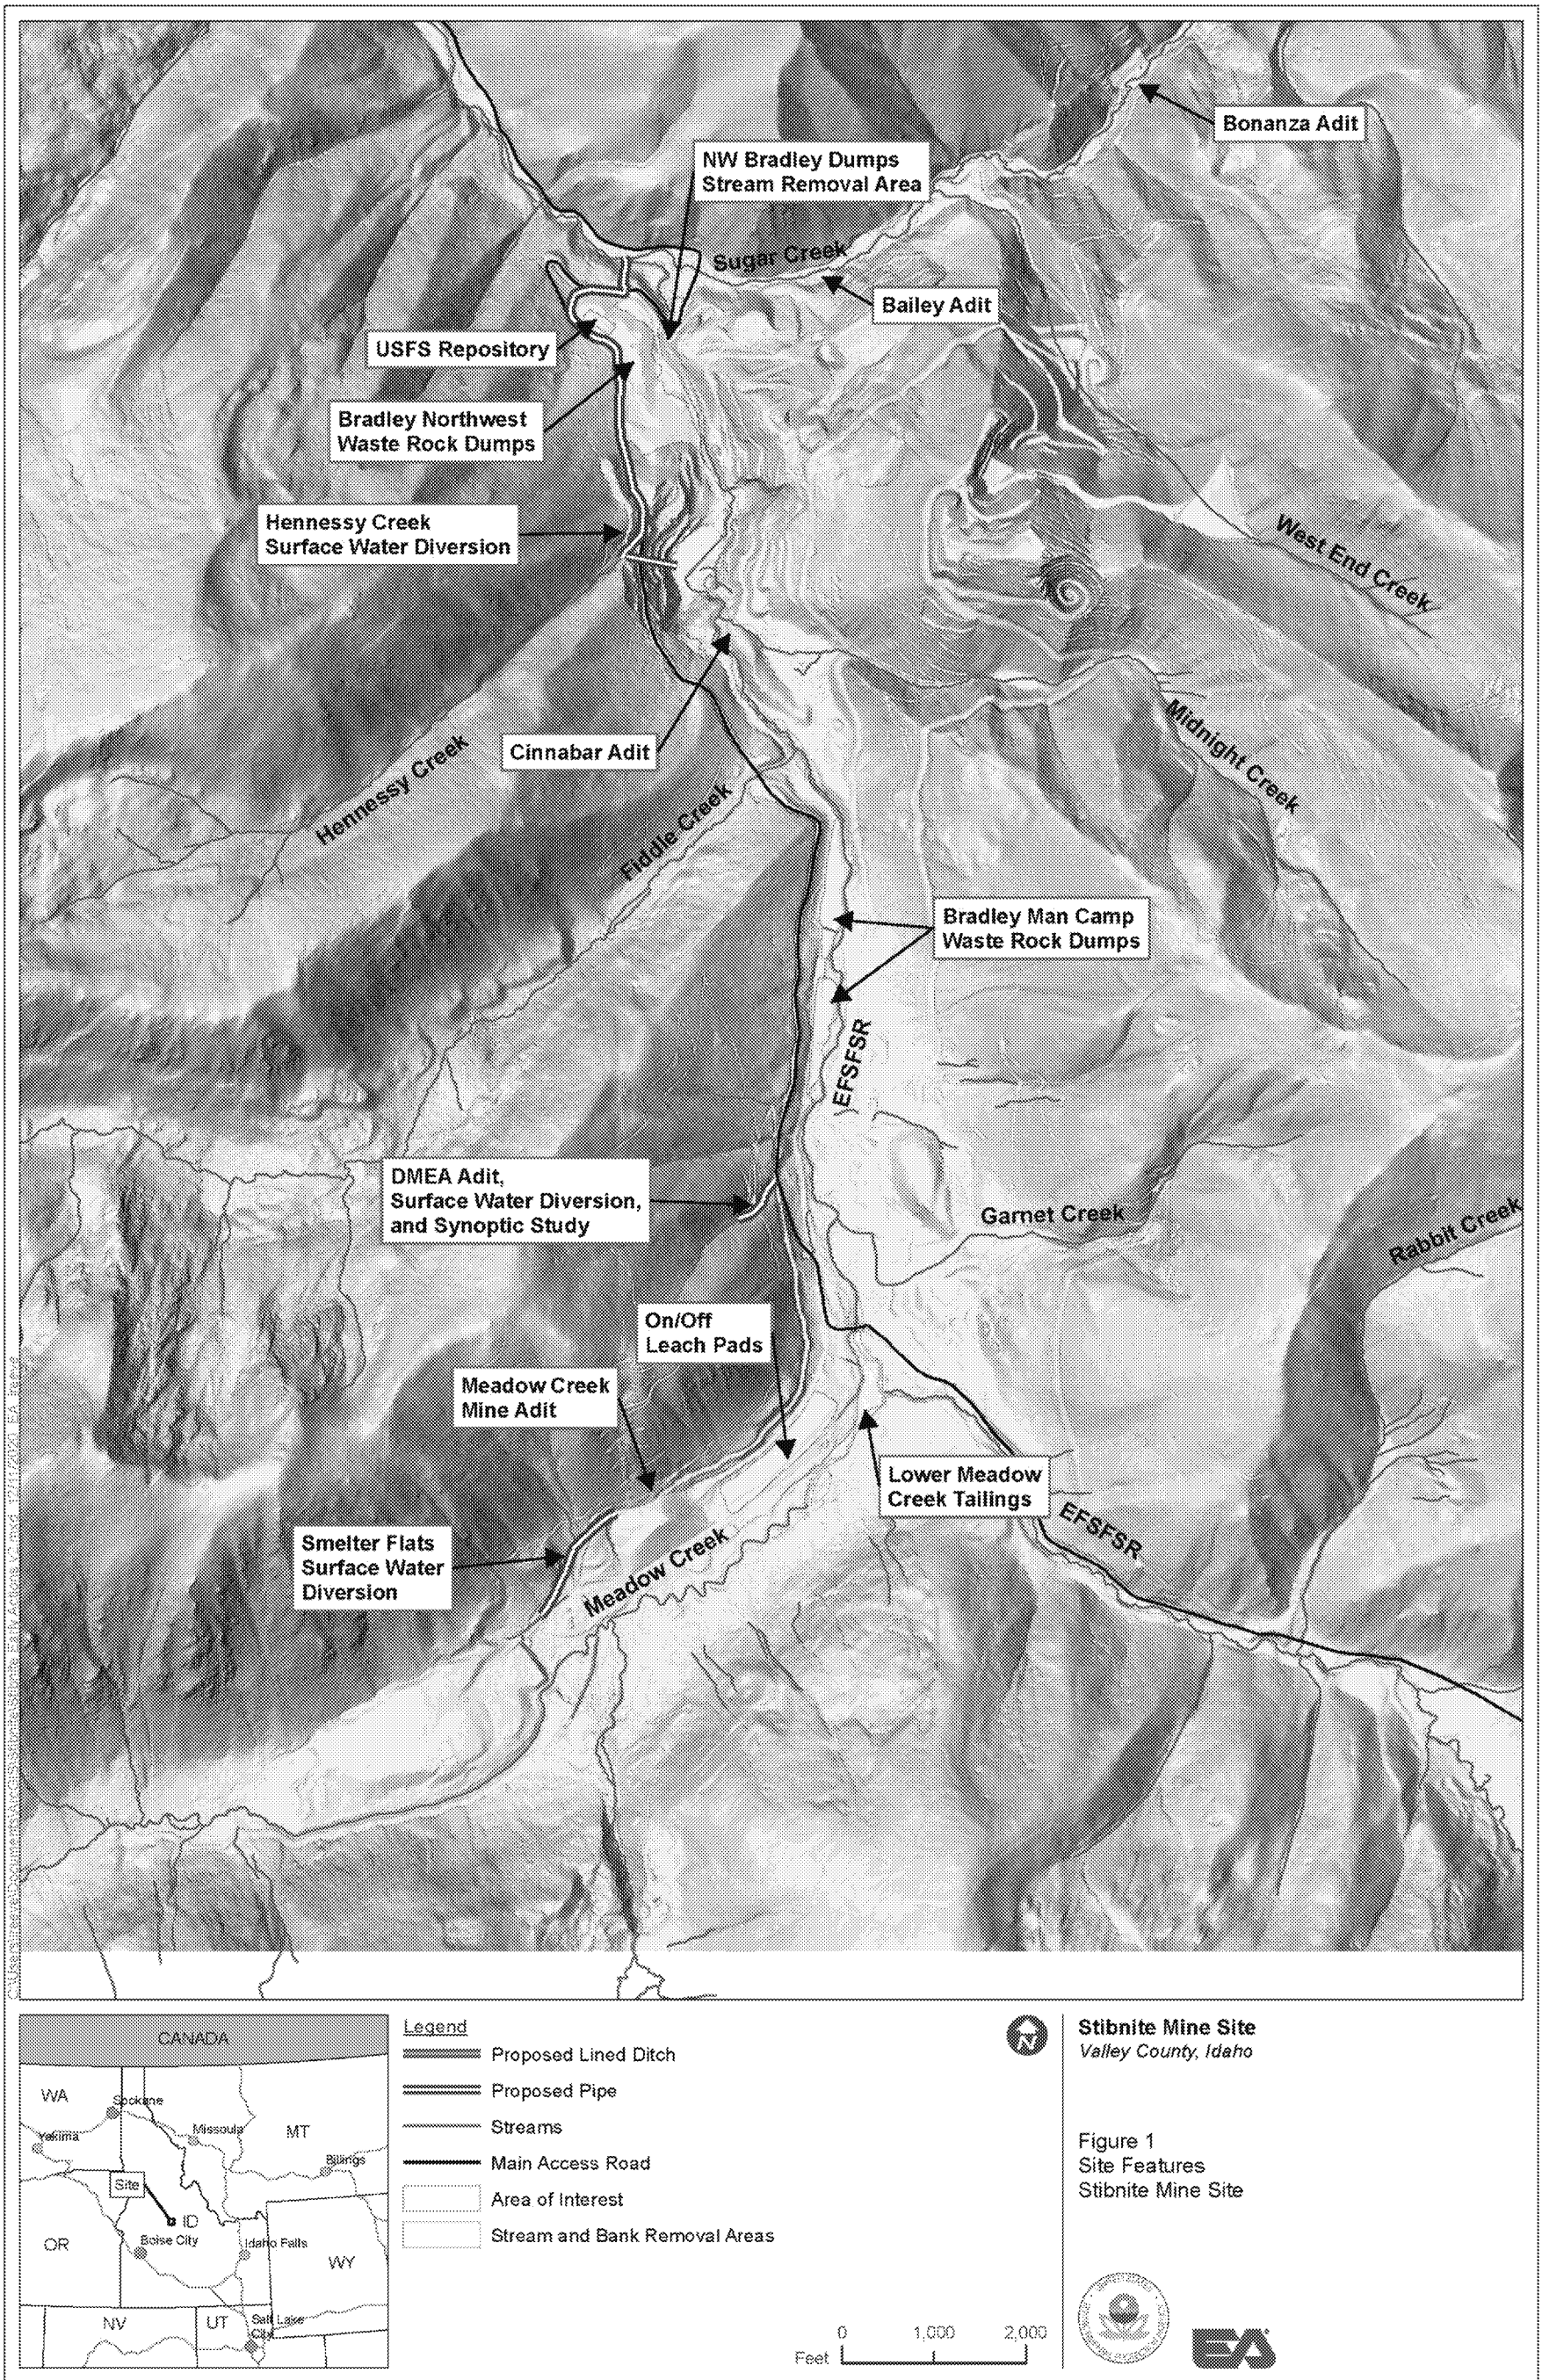 Bonanza Adit
NW Bradley Dumps
Stream Removal Area
Sugar Creek
Bailey Adit
USFS Repository
Bradley Northwest
Waste Rock Dumps
Hennessy Creek
Surface Water Diversion
West End Creek
Cinnabar Adit
Midnight Creek
Hennessy Creek
Fiddle Creek
Bradley Man Camp
Waste Rock Dumps
EFSFSR
DMEA Adit,
Surface Water Diversion,
and Synoptic Study
Garnet Creek
Rabbit Creek
On/Off
Leach Pads
Meadow Creek
Mine Adit
Lower Meadow
Creek Tailings
EFSFSR
Smelter Flats
Surface Water
Diversion
Meadow Creek
CANADA
WA
Spokane
Missoula
MT
Yakima
Billings
Site
ID
OR
Boise City
Idaho Falls
WY
NV
UT
Salt Lake
City
Legend
Proposed Lined Ditch
Proposed Pipe
Streams
Main Access Road
Area of Interest
Stream and Bank Removal Areas
N
0 1,000 2,000
Feet
Stibnite Mine Site
Valley County, Idaho
Figure 1
Site Features
Stibnite Mine Site
EA